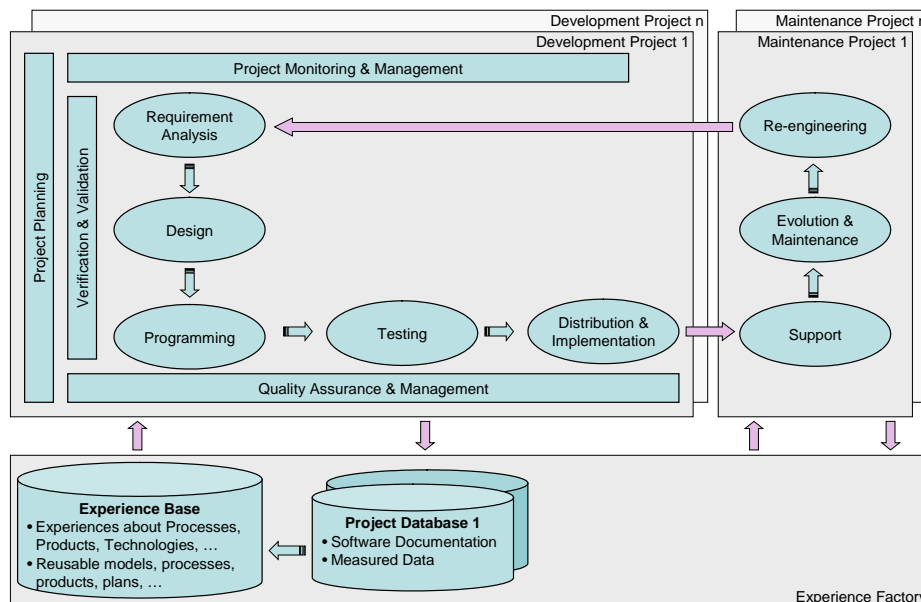 Development Project n
Maintenance Project n
Development Project 1
Maintenance Project 1
Project Monitoring & Management
Project Planning
Verification & Validation
Requirement
Analysis
Re-engineering
Design
Evolution &
Maintenance
Programming
Testing
Distribution &
Implementation
Support
Quality Assurance & Management
Experience Base
• Experiences about Processes,
Products, Technologies, …
• Reusable models, processes,
products, plans, …
Project Database 1
• Software Documentation
• Measured Data
Experience Factory